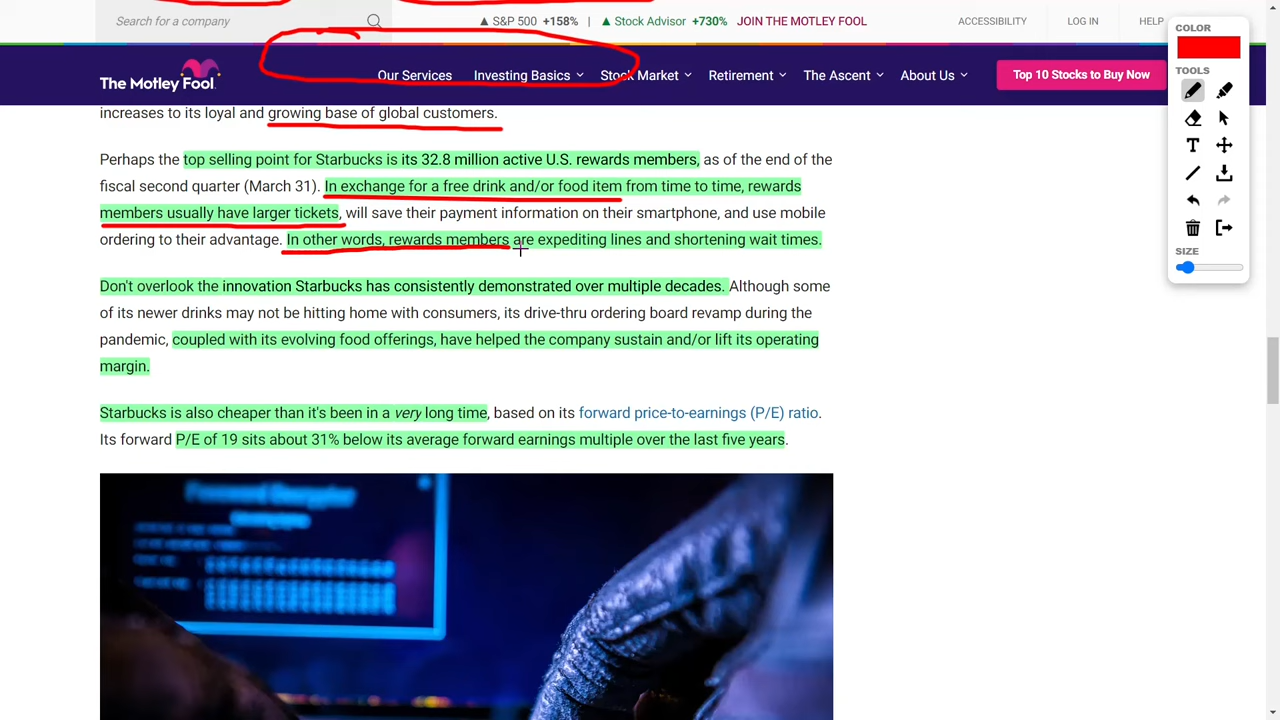 Search for a company
▲ S&P 500 +158% | ▲ Stock Advisor +730% JOIN THE MOTLEY FOOL
ACCESSIBILITY LOG IN HELP
COLOR
TOOLS
T
SIZE
The Motley Fool
Our Services Investing Basics Stock Market Retirement The Ascent About Us
Top 10 Stocks to Buy Now
increases to its loyal and growing base of global customers.
Perhaps the top selling point for Starbucks is its 32.8 million active U.S. rewards members, as of the end of the
fiscal second quarter (March 31). In exchange for a free drink and/or food item from time to time, rewards
members usually have larger tickets, will save their payment information on their smartphone, and use mobile
ordering to their advantage. In other words, rewards members are expediting lines and shortening wait times.
Don't overlook the innovation Starbucks has consistently demonstrated over multiple decades. Although some
of its newer drinks may not be hitting home with consumers, its drive-thru ordering board revamp during the
pandemic, coupled with its evolving food offerings, have helped the company sustain and/or lift its operating
margin.
Starbucks is also cheaper than it's been in a very long time, based on its forward price-to-earnings (P/E) ratio.
Its forward P/E of 19 sits about 31% below its average forward earnings multiple over the last five years.